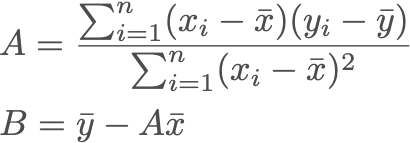 A = \frac{\sum_{i=1}^{n}(x_i - \bar{x})(y_i - \bar{y})}{\sum_{i=1}^{n}(x_i - \bar{x})^2}
B = \bar{y} - A\bar{x}